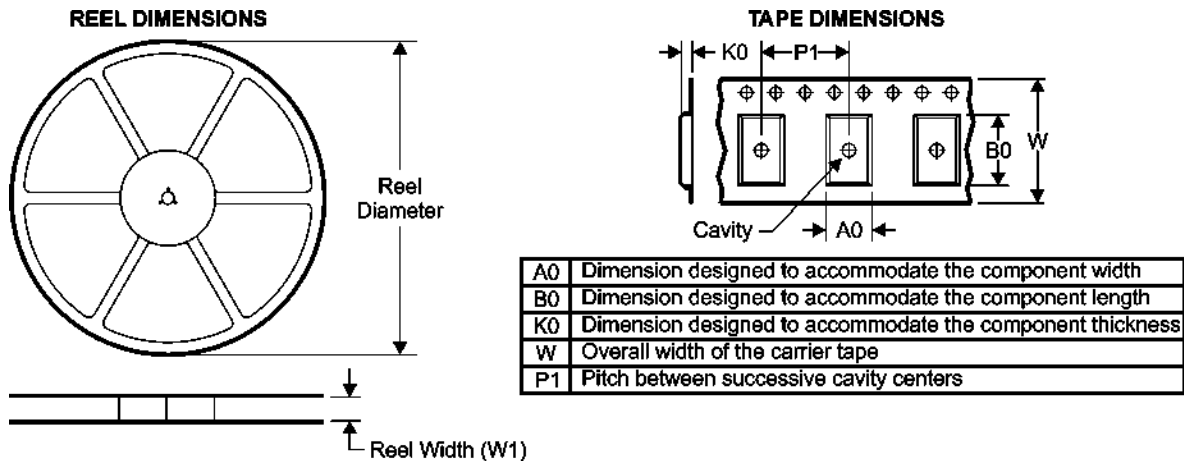 REEL DIMENSIONS
Reel
Diameter
Reel Width (W1)
TAPE DIMENSIONS
K0
P1
B0
W
Cavity
A0
A0 Dimension designed to accommodate the component width
B0 Dimension designed to accommodate the component length
K0 Dimension designed to accommodate the component thickness
W Overall width of the carrier tape
P1 Pitch between successive cavity centers